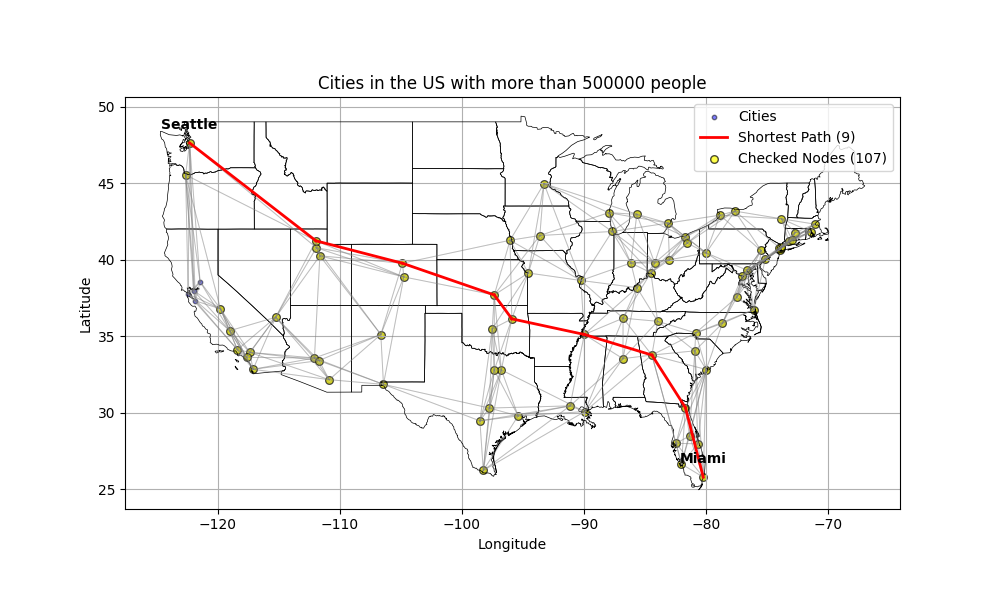 Cities in the US with more than 500000 people
Cities
Shortest Path (9)
Checked Nodes (107)
Seattle
Miami
50
45
40
35
30
25
Latitude
−120
−110
−100
−90
−80
−70
Longitude